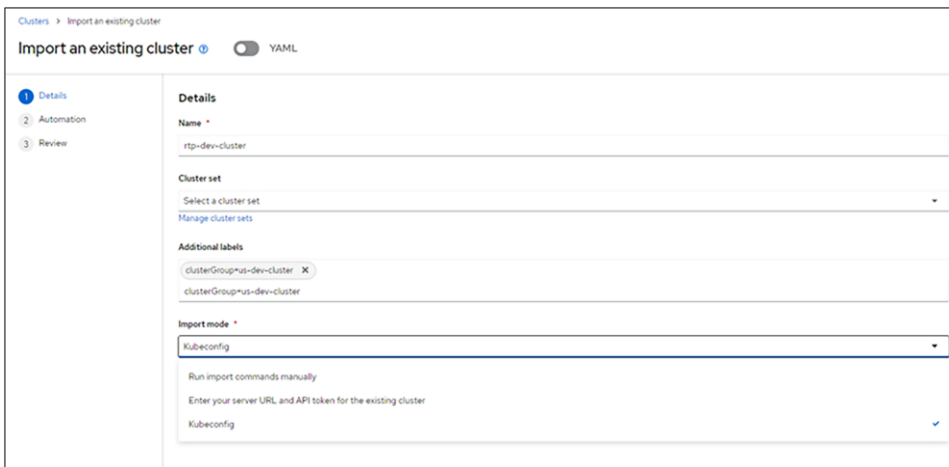 Clusters > Import an existing cluster
Import an existing cluster ? YAML
1 Details
2 Automation
3 Review
Details
Name *
rtp-dev-cluster
Cluster set
Select a cluster set
Manage cluster sets
Additional labels
clusterGroup=us-dev-cluster ×
clusterGroup=us-dev-cluster
Import mode *
Kubeconfig
Run import commands manually
Enter your server URL and API token for the existing cluster
Kubeconfig